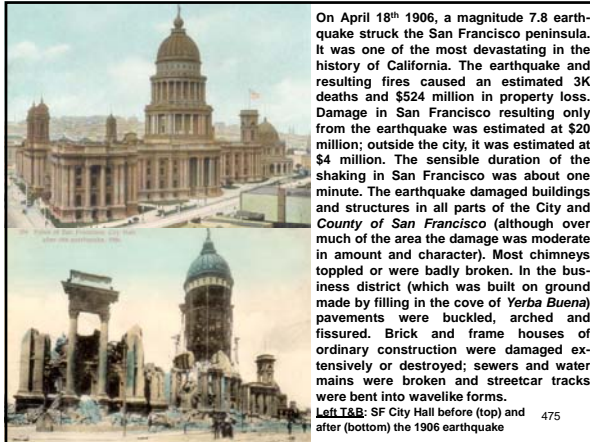 On April 18th 1906, a magnitude 7.8 earth-
quake struck the San Francisco peninsula.
It was one of the most devastating in the
history of California. The earthquake and
resulting fires caused an estimated 3K
deaths and $524 million in property loss.
Damage in San Francisco resulting only
from the earthquake was estimated at $20
million; outside the city, it was estimated at
$4 million. The sensible duration of the
shaking in San Francisco was about one
minute. The earthquake damaged buildings
and structures in all parts of the City and
County of San Francisco (although over
much of the area the damage was moderate
in amount and character). Most chimneys
toppled or were badly broken. In the bus-
iness district (which was built on ground
made by filling in the cove of Yerba Buena)
pavements were buckled, arched and
fissured. Brick and frame houses of
ordinary construction were damaged ex-
tensively or destroyed; sewers and water
mains were broken and streetcar tracks
were bent into wavelike forms.
Left T&B: SF City Hall before (top) and
after (bottom) the 1906 earthquake
475